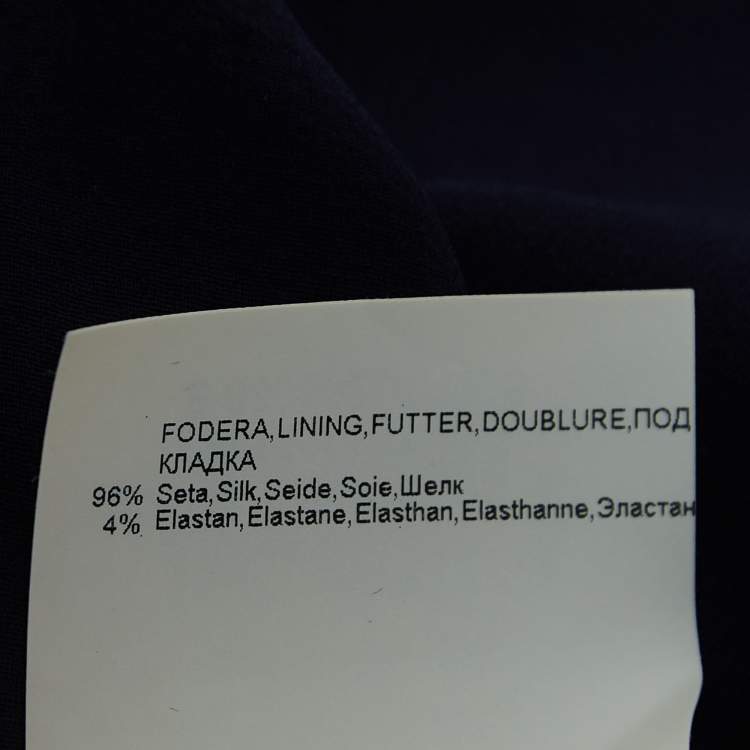 FODERA,LINING,FUTTER,DOUBLURE,ПОД
КЛАДКА
96% Seta,Silk,Seide,Soie,Шелк
4% Elastan,Elastane,Elasthan,Elasthanne,Эластан